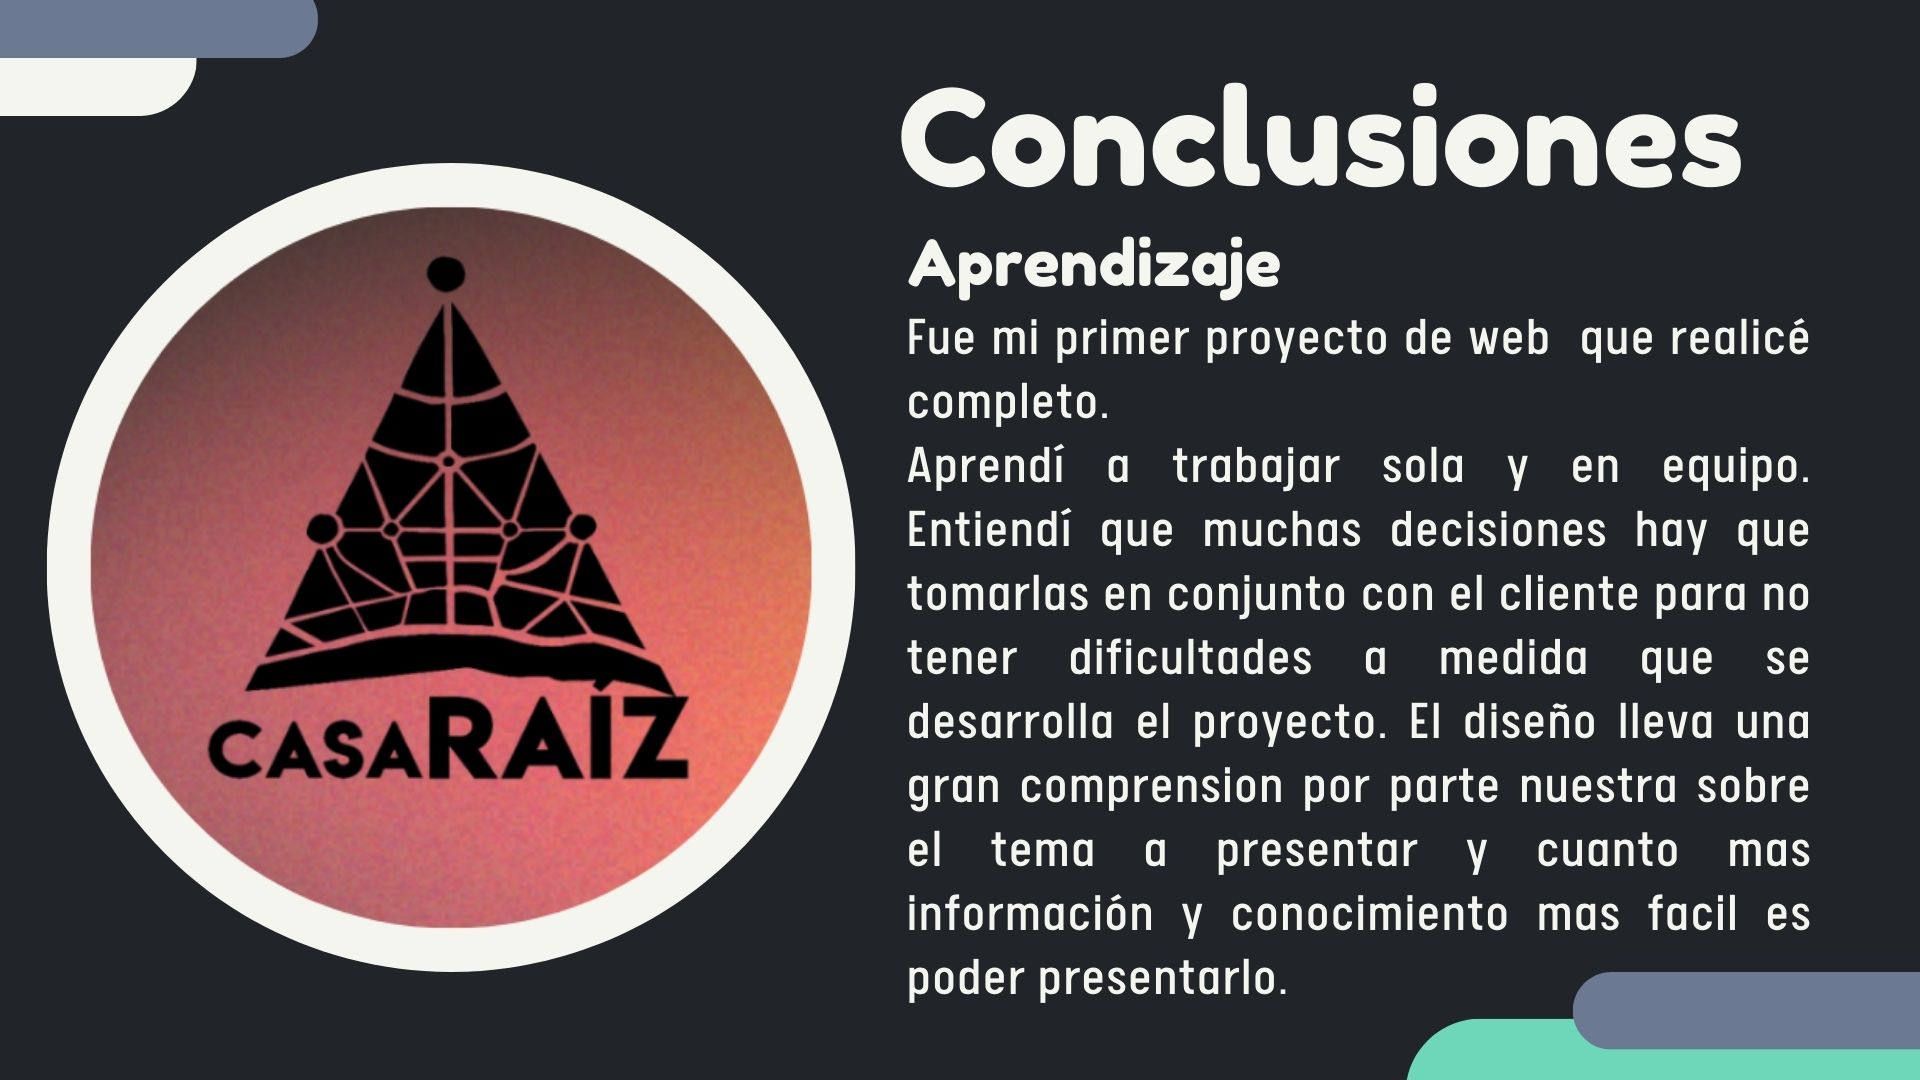 Conclusiones
Aprendizaje
Fue mi primer proyecto de web  que realicé
completo.
Aprendí a trabajar sola y en equipo.
Entiendí que muchas decisiones hay que
tomarlas en conjunto con el cliente para no
tener dificultades a medida que se
desarrolla el proyecto. El diseño lleva una
gran comprension por parte nuestra sobre
el tema a presentar y cuanto mas
información y conocimiento mas facil es
poder presentarlo.
CASARAÍZ